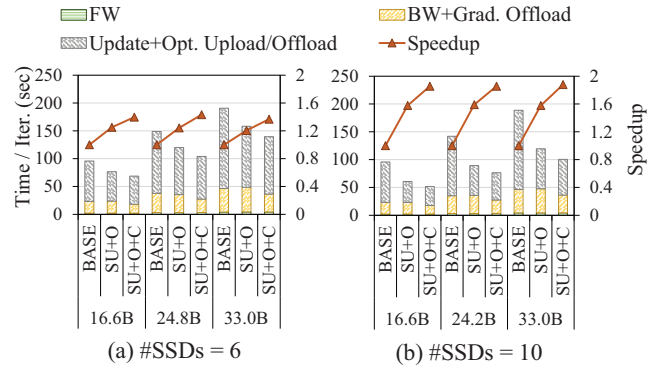 FW
BW+Grad. Offload
Update+Opt. Upload/Offload
Speedup
Time / Iter. (sec)
250
200
150
100
50
0
2
1.6
1.2
0.8
0.4
0
BASE
SU+O
SU+O+C
BASE
SU+O
SU+O+C
BASE
SU+O
SU+O+C
16.6B
24.8B
33.0B
(a) #SSDs = 6
250
200
150
100
50
0
2
1.6
1.2
0.8
0.4
0
Speedup
BASE
SU+O
SU+O+C
BASE
SU+O
SU+O+C
BASE
SU+O
SU+O+C
16.6B
24.2B
33.0B
(b) #SSDs = 10